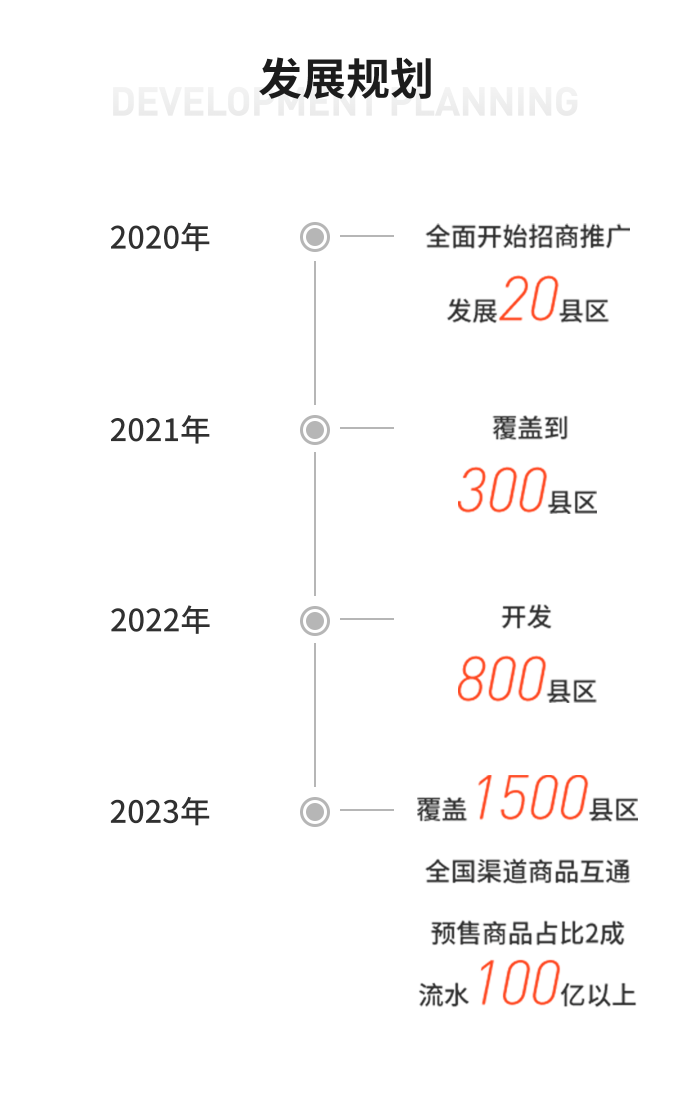 发展规划
DEVELOPMENT PLANNING
2020年
全面开始招商推广
发展20县区
2021年
覆盖到
300县区
2022年
开发
800县区
2023年
覆盖1500县区
全国渠道商品互通
预售商品占比2成
流水100亿以上